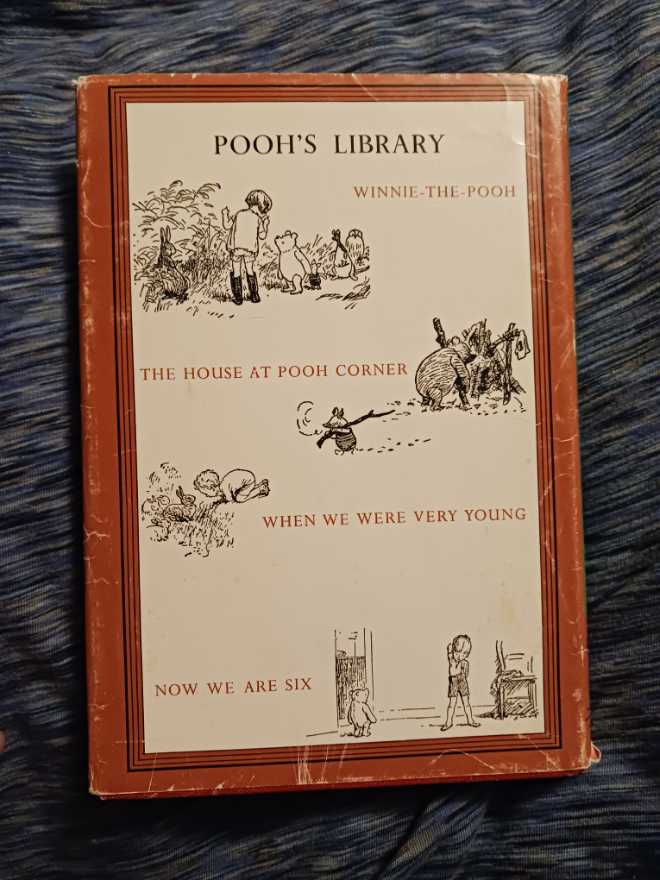 POOH'S LIBRARY
WINNIE-THE-POOH
THE HOUSE AT POOH CORNER
WHEN WE WERE VERY YOUNG
NOW WE ARE SIX